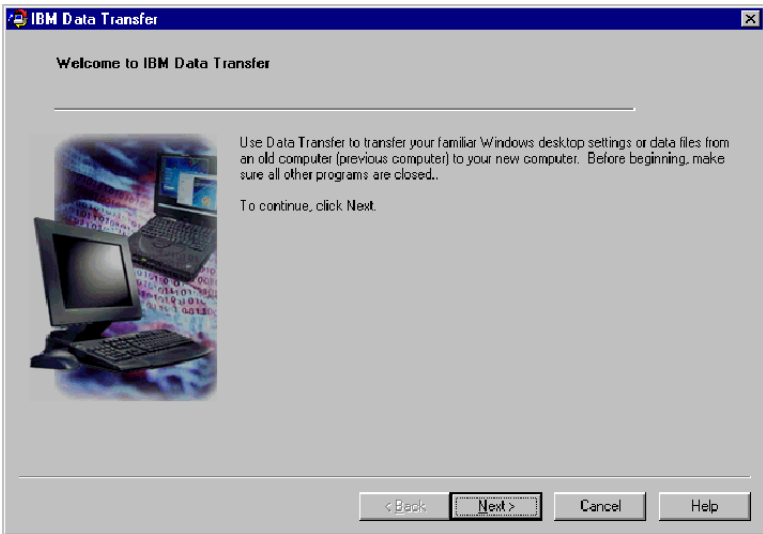 IBM Data Transfer
Welcome to IBM Data Transfer
Use Data Transfer to transfer your familiar Windows desktop settings or data files from
an old computer (previous computer) to your new computer. Before beginning, make
sure all other programs are closed..
To continue, click Next.
< Back
Next >
Cancel
Help